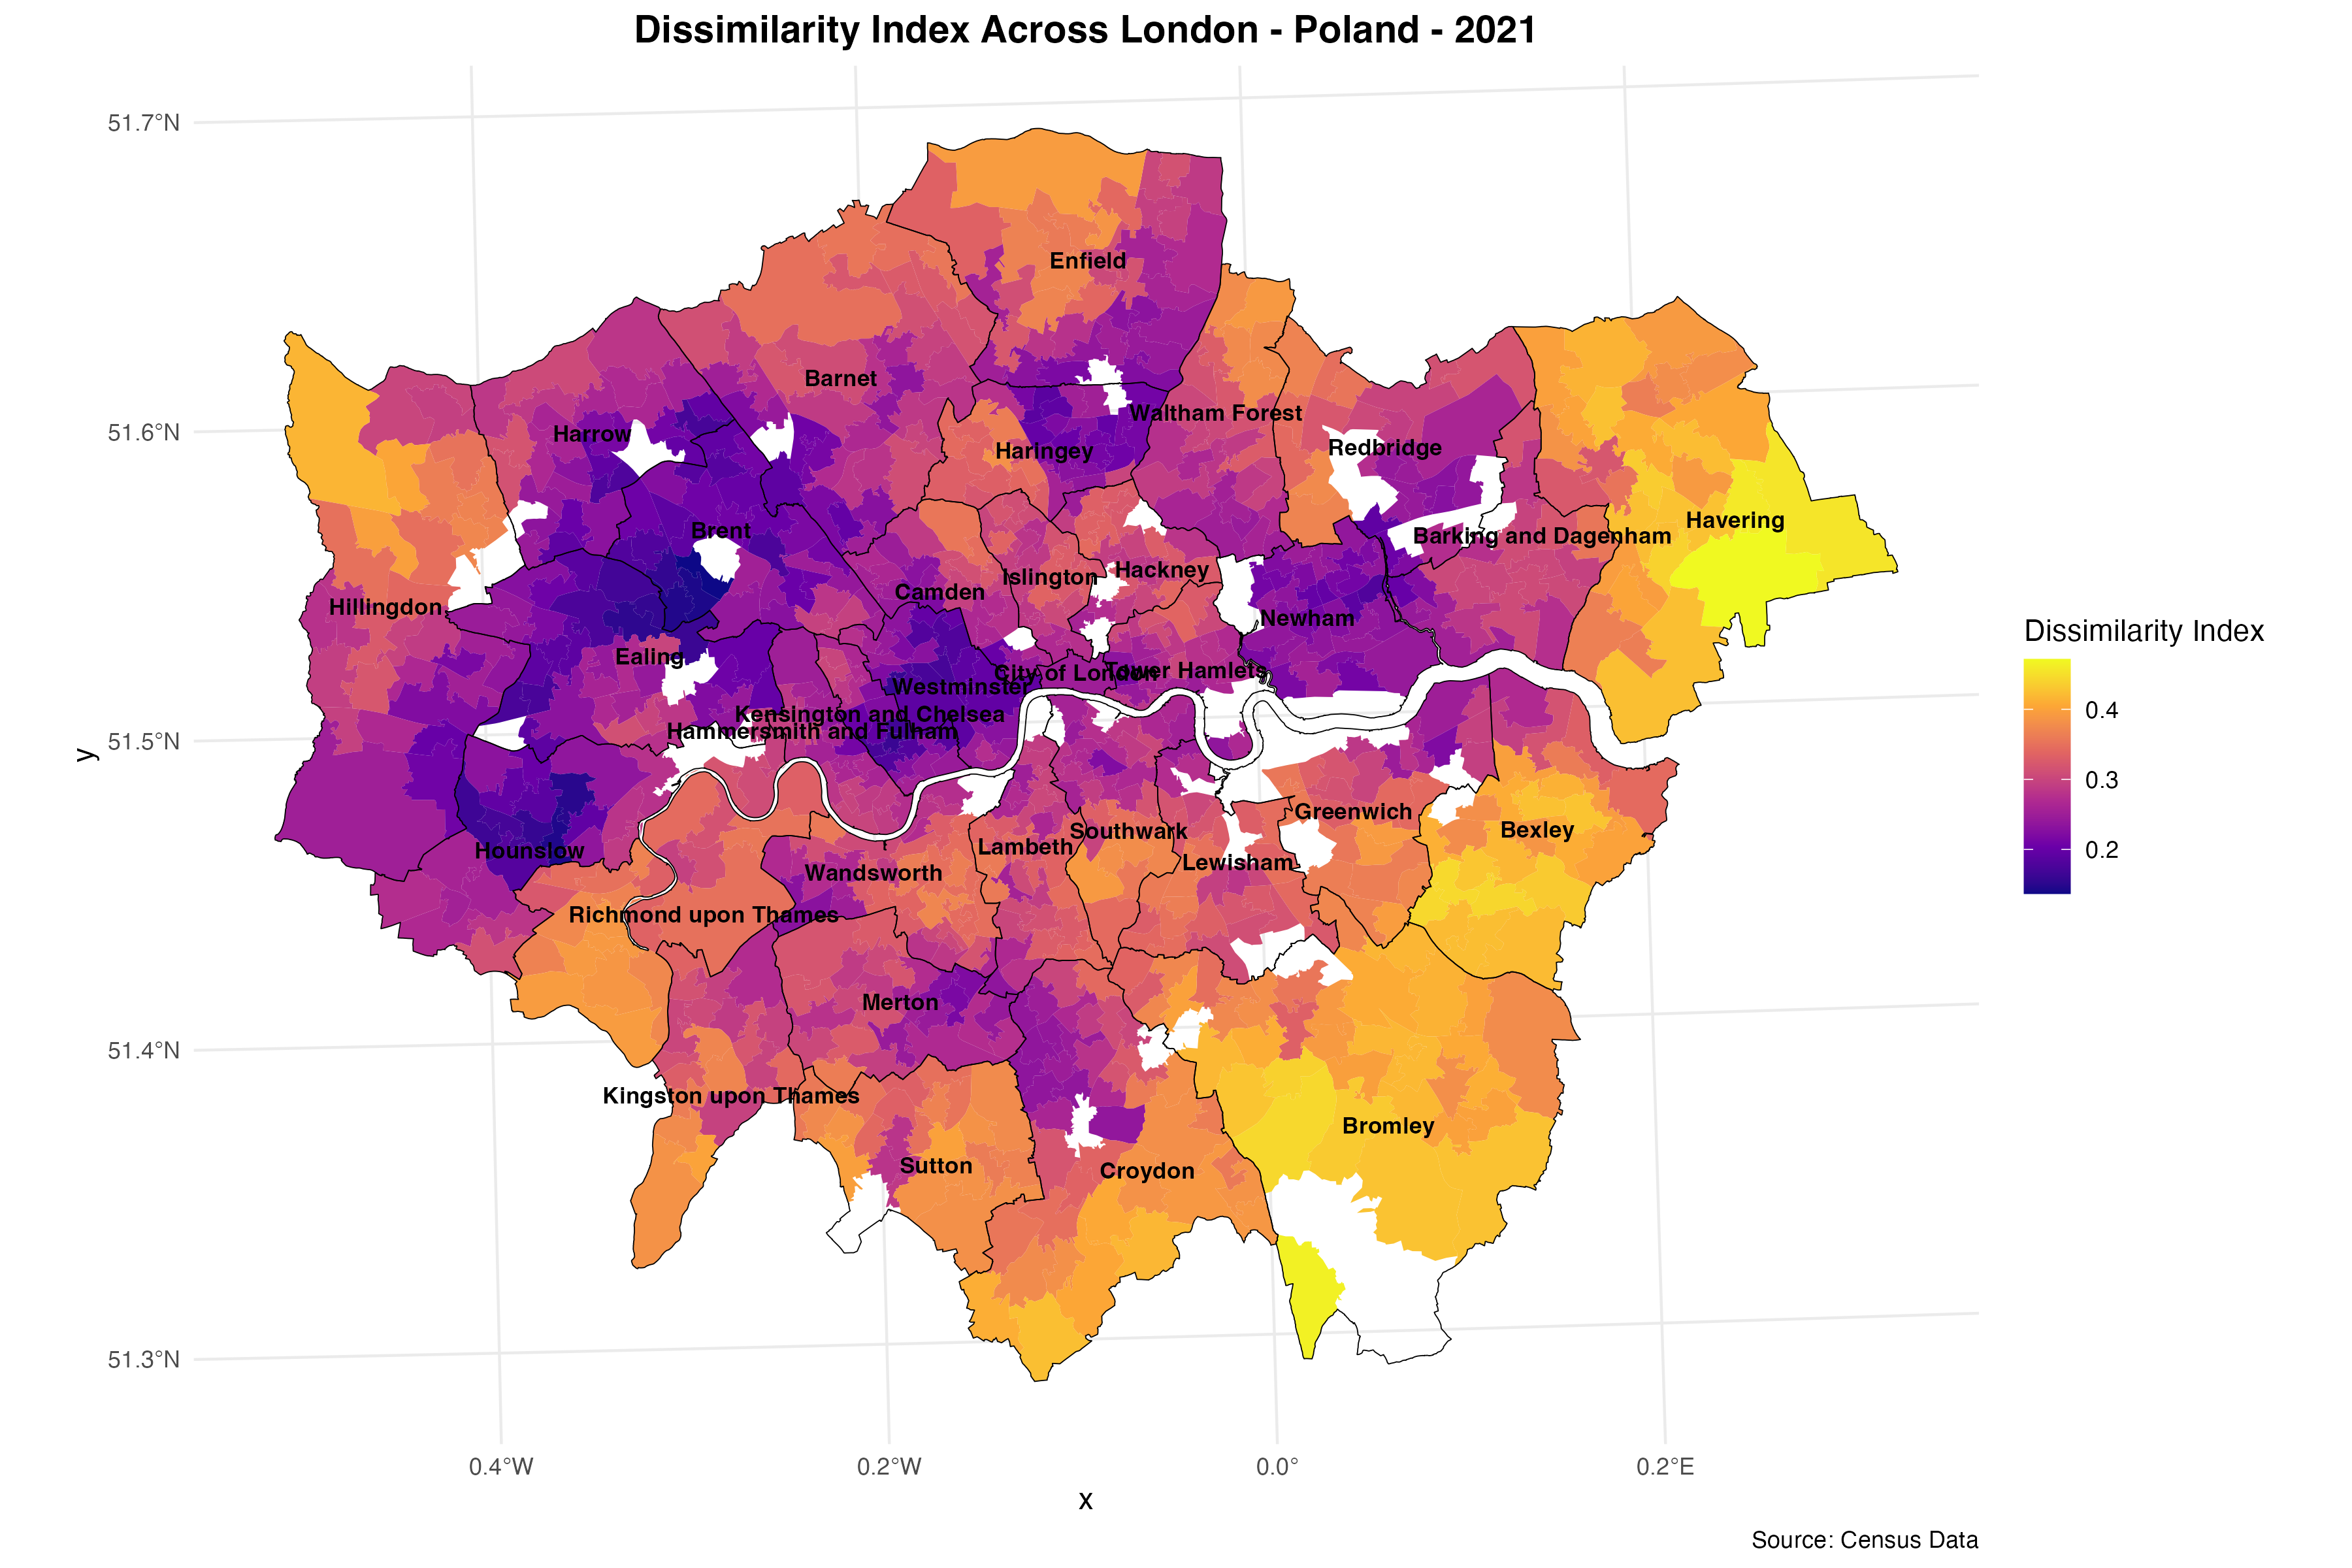 Dissimilarity Index Across London - Poland - 2021
51.7°N
51.6°N
51.5°N
51.4°N
51.3°N
y
Enfield
Barnet
Waltham Forest
Harrow
Haringey
Redbridge
Havering
Brent
Barking and Dagenham
Hackney
Islington
Camden
Hillingdon
Newham
Ealing
City of London
Tower Hamlets
Westminster
Kensington and Chelsea
Hammersmith and Fulham
Greenwich
Bexley
Southwark
Lambeth
Hounslow
Lewisham
Wandsworth
Richmond upon Thames
Merton
Kingston upon Thames
Bromley
Sutton
Croydon
Dissimilarity Index
0.4
0.3
0.2
0.4°W
0.2°W
0.0°
0.2°E
x
Source: Census Data